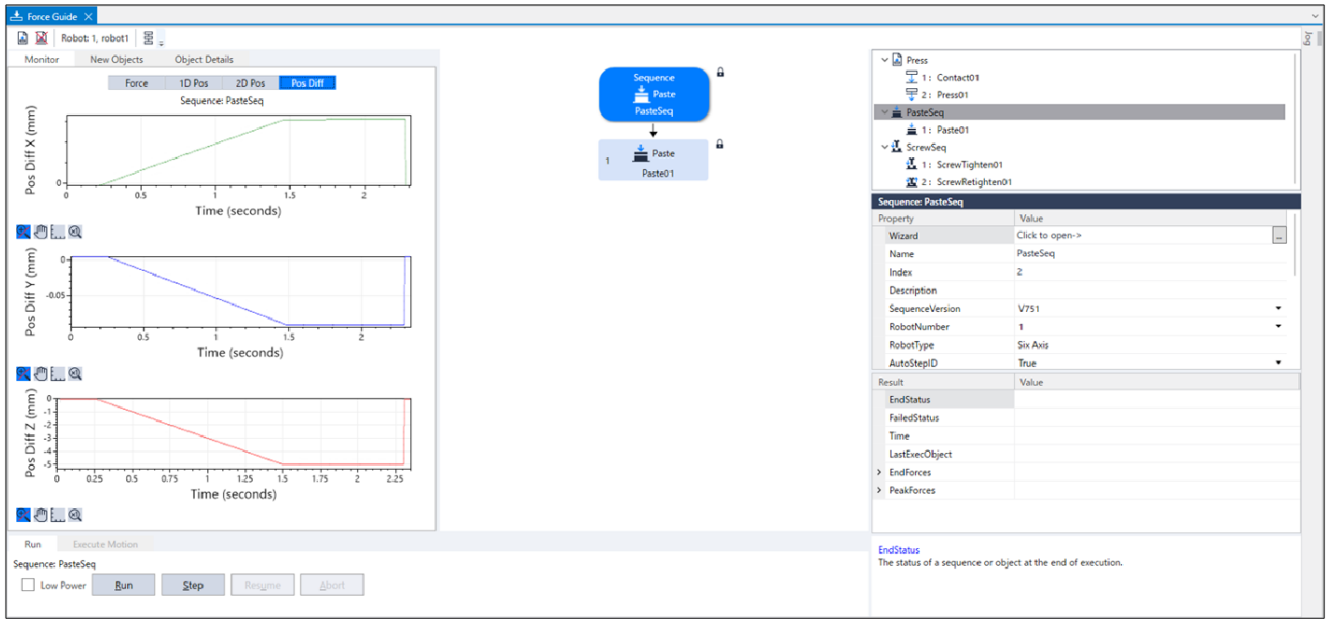 Force Guide
Robot: 1, robot1
Jog
Monitor New Objects Object Details
Force 1D Pos 2D Pos Pos Diff
Sequence: PasteSeq
Pos Diff X (mm)
0
0 0.5 1 1.5 2
Time (seconds)
Pos Diff Y (mm)
0
-0.05
0 0.5 1 1.5 2
Time (seconds)
Pos Diff Z (mm)
0
-1
-2
-3
-4
-5
0 0.25 0.5 0.75 1 1.25 1.5 1.75 2 2.25
Time (seconds)
Run Execute Motion
Sequence: PasteSeq
Low Power Run Step Resume Abort
Sequence
Paste
PasteSeq
1 Paste
Paste01
Press
1: Contact01
2: Press01
PasteSeq
1: Paste01
ScrewSeq
1: ScrewTighten01
2: ScrewRetighten01
Sequence: PasteSeq
Property Value
Wizard Click to open-> ...
Name PasteSeq
Index 2
Description
SequenceVersion V751
RobotNumber 1
RobotType Six Axis
AutoStepID True
Result Value
EndStatus
FailedStatus
Time
LastExecObject
EndForces
PeakForces
EndStatus
The status of a sequence or object at the end of execution.